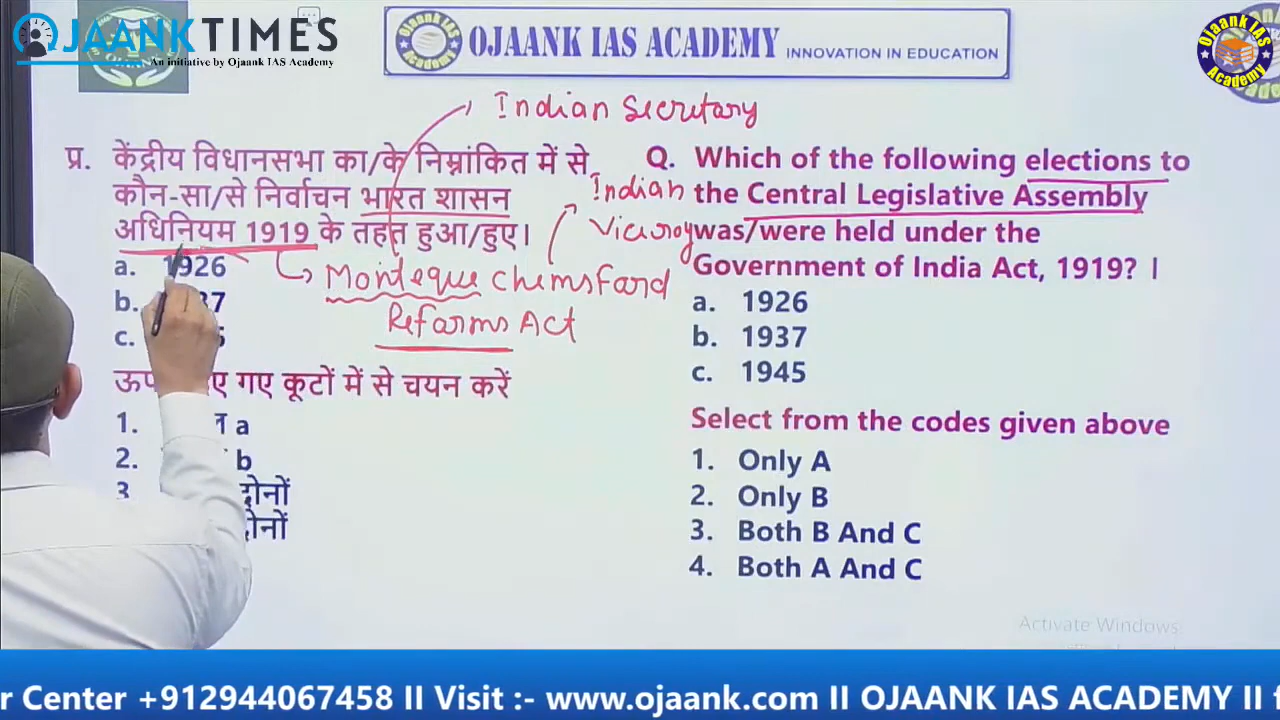 OJAANKTIMES
An initiative by Ojaank IAS Academy
OJAANK IAS ACADEMY INNOVATION IN EDUCATION
Ojaank IAS
Academy
Indian Secretary
प्र. केंद्रीय विधानसभा का/के निम्नांकित में से
कौन-सा/से निर्वाचन भारत शासन
अधिनियम 1919 के तहत हुआ/हुए।
Indian
Viceroy
Monteque Chemsford
Reforms Act
a. 1926
b. 37
c.
ऊप ए गए कूटों में से चयन करें
1. a
2. b
3 दोनों
दोनों
Q. Which of the following elections to
the Central Legislative Assembly
was/were held under the
Government of India Act, 1919? I
a. 1926
b. 1937
c. 1945
Select from the codes given above
1. Only A
2. Only B
3. Both B And C
4. Both A And C
Activate Windows
r Center +912944067458 II Visit :- www.ojaank.com II OJAANK IAS ACADEMY II f